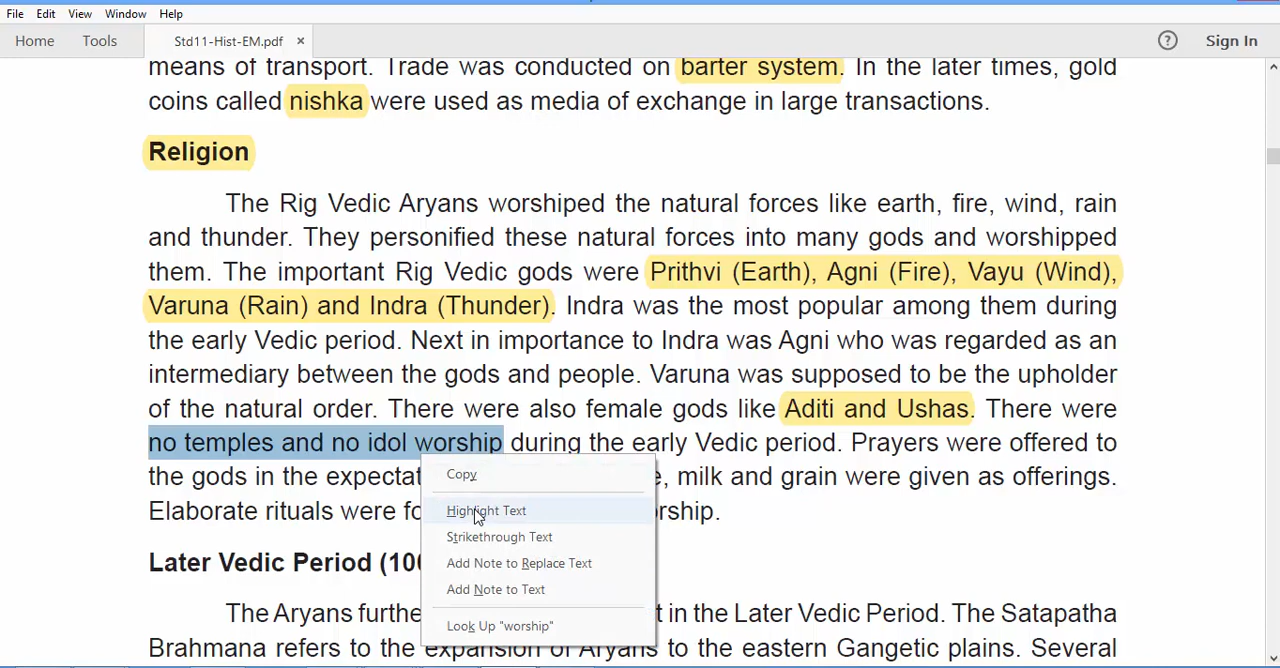 File Edit View Window Help
Home Tools Std11-Hist-EM.pdf × ? Sign In
means of transport. Trade was conducted on barter system. In the later times, gold
coins called nishka were used as media of exchange in large transactions.
Religion
The Rig Vedic Aryans worshiped the natural forces like earth, fire, wind, rain
and thunder. They personified these natural forces into many gods and worshipped
them. The important Rig Vedic gods were Prithvi (Earth), Agni (Fire), Vayu (Wind),
Varuna (Rain) and Indra (Thunder). Indra was the most popular among them during
the early Vedic period. Next in importance to Indra was Agni who was regarded as an
intermediary between the gods and people. Varuna was supposed to be the upholder
of the natural order. There were also female gods like Aditi and Ushas. There were
no temples and no idol worship during the early Vedic period. Prayers were offered to
the gods in the milk and grain were given as offerings.
Elaborate rituals were
Later Vedic Period
The Aryans in the Later Vedic Period. The Satapatha
Brahmana refers to the expansion of Aryans to the eastern Gangetic plains. Several
Copy
Highlight Text
Strikethrough Text
Add Note to Replace Text
Add Note to Text
Look Up "worship"